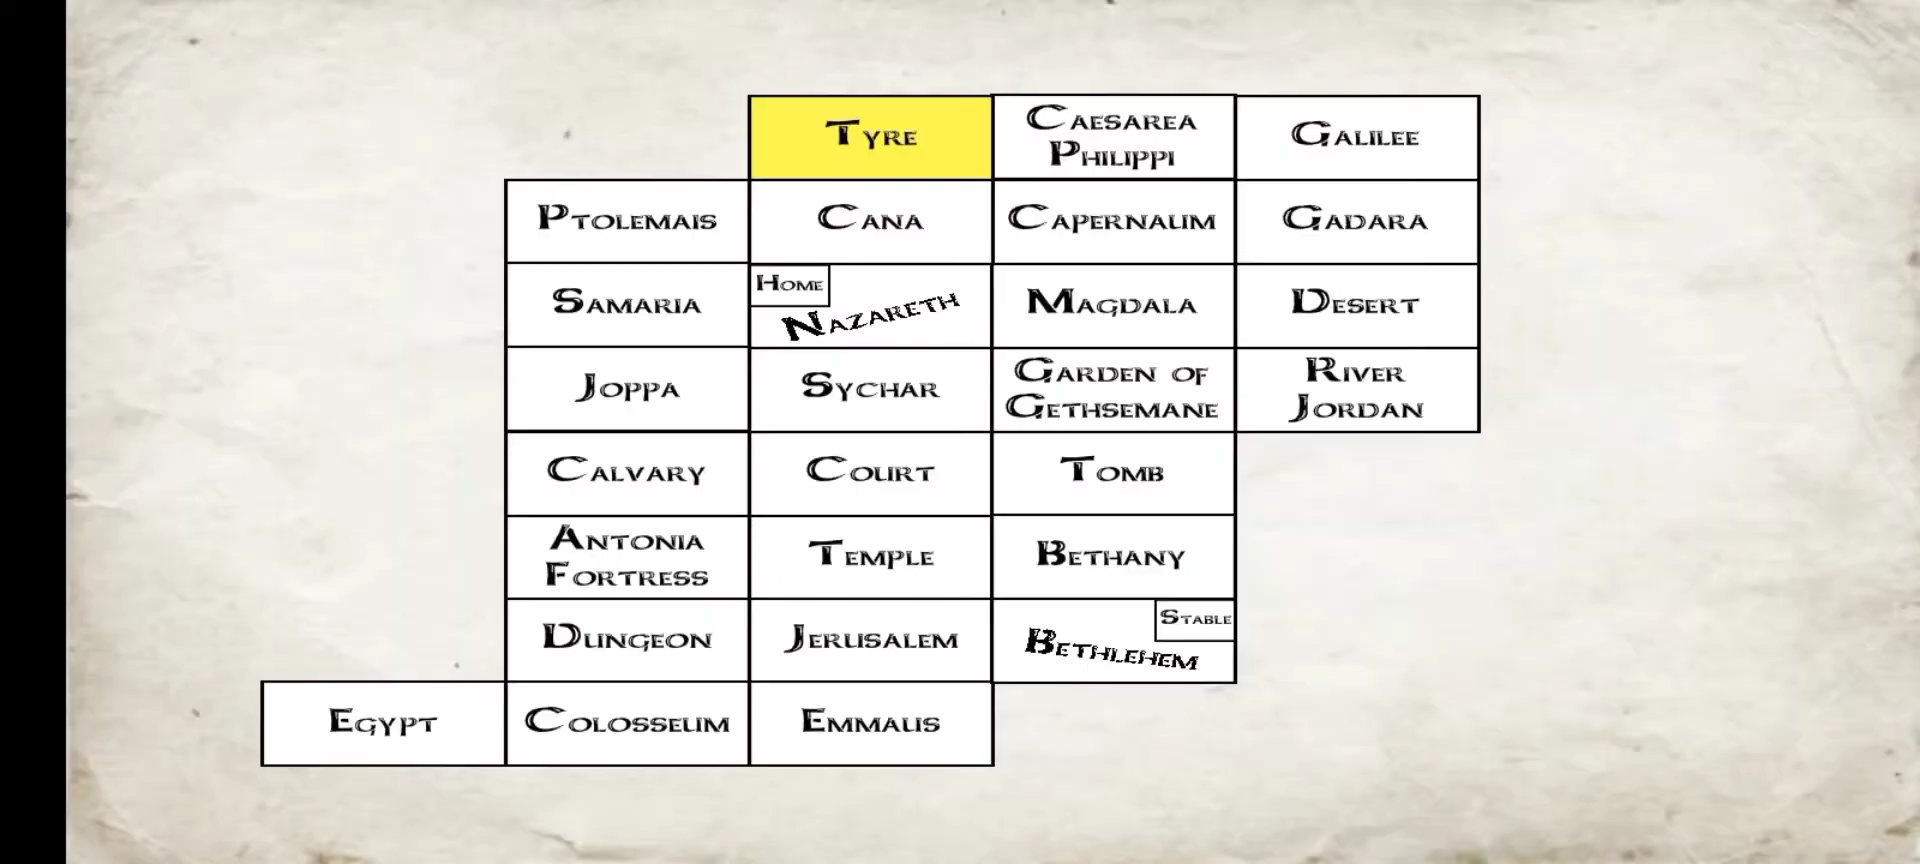 Tyre
Caesarea
Philippi
Galilee
Ptolemais
Cana
Capernaum
Gadara
Samaria
Home
Nazareth
Magdala
Desert
Joppa
Sychar
Garden of
Gethsemane
River
Jordan
Calvary
Court
Tomb
Antonia
Fortress
Temple
Bethany
Dungeon
Jerusalem
Stable
Bethlehem
Egypt
Colosseum
Emmaus